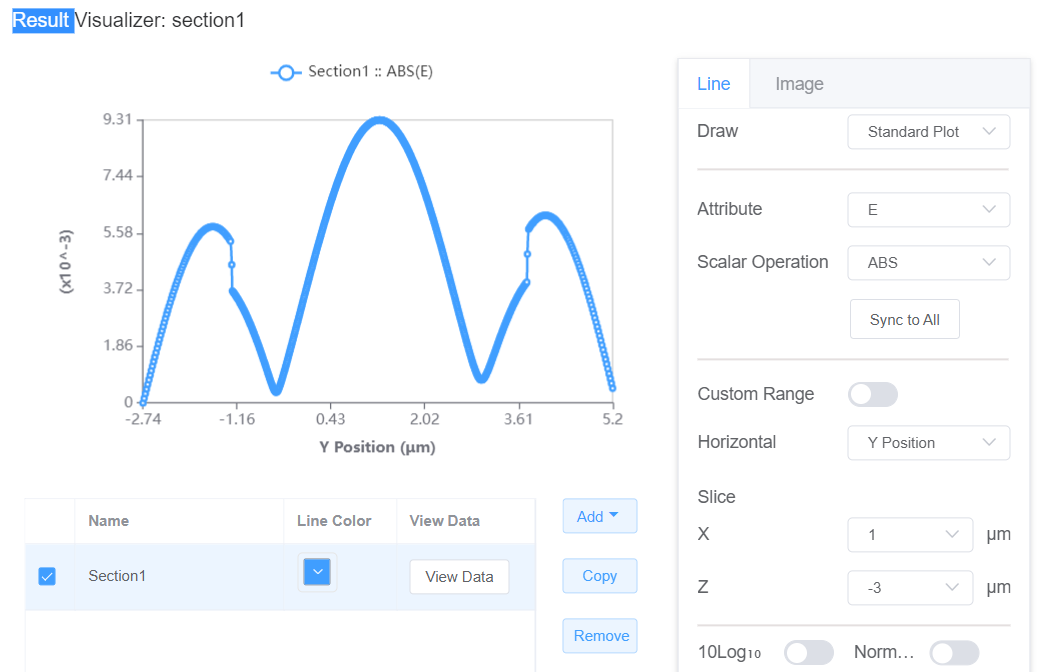 Result Visualizer: section1
Section1 :: ABS(E)
9.31
7.44
5.58
3.72
1.86
0
(x10^-3)
-2.74 -1.16 0.43 2.02 3.61 5.2
Y Position (μm)
Name Line Color View Data
Section1 View Data
Add
Copy
Remove
Line Image
Draw Standard Plot
Attribute E
Scalar Operation ABS
Sync to All
Custom Range
Horizontal Y Position
Slice
X 1 μm
Z -3 μm
10Log10 Norm...